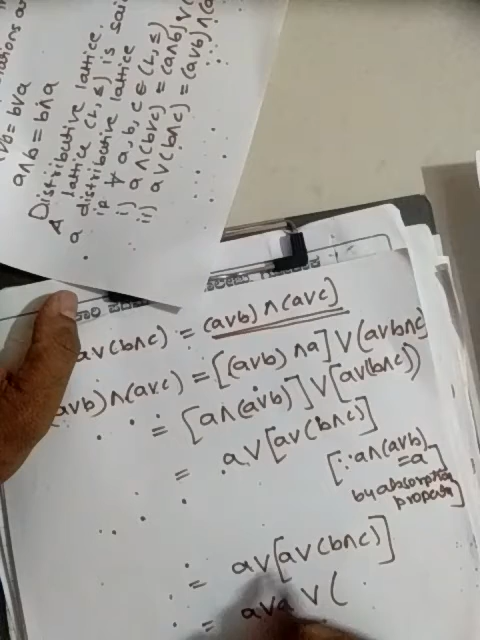 a∧b = b∧a
Distributive lattice.
A lattice (L, ≤) is said
a distributive lattice
if ∀ a, b, c ∈ (L, ≤)
i) a∧(b∨c) = (a∧b)∨
ii) a∨(b∧c) = (a∨b)∧(a
a∨(b∧c) = (a∨b)∧(a∨c)
(a∨b)∧(a∨c) = [(a∨b)∧a]∨(a∨b∧c
= [a∧(a∨b)]∨[a∨(b∧c))
= a∨[a∨(b∧c)]
[∵a∧(a∨b)
=a
by absorption
property]
= a∨[a∨(b∧c)]
= a∨a∨(